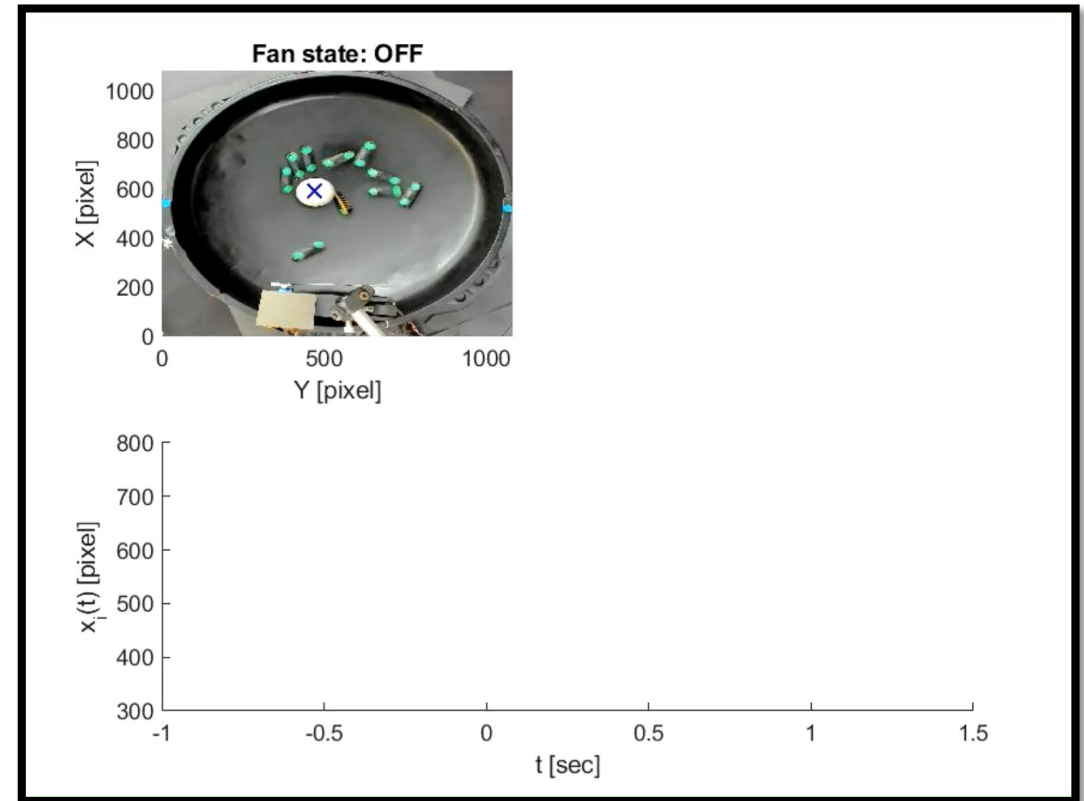 Fan state: OFF
1000
800
600
400
200
0
X [pixel]
0 500 1000
Y [pixel]
800
700
600
500
400
300
x_i(t) [pixel]
-1 -0.5 0 0.5 1 1.5
t [sec]